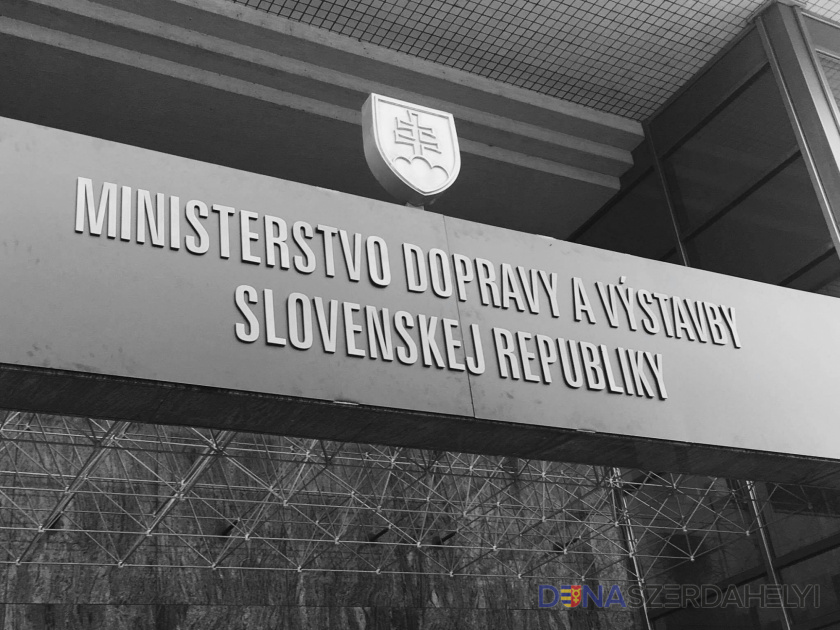 MINISTERSTVO DOPRAVY A VÝSTAVBY
SLOVENSKEJ REPUBLIKY
DUNASZERDAHELYI